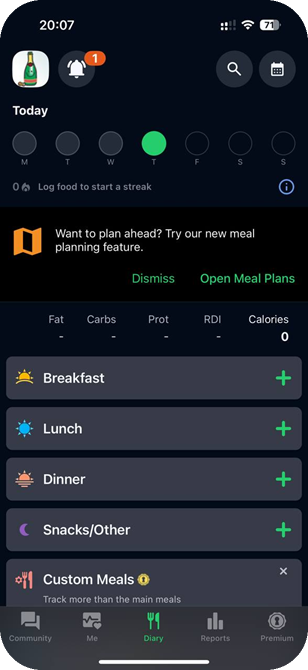 20:07
71
1
Today
M T W T F S S
0 Log food to start a streak
Want to plan ahead? Try our new meal
planning feature.
Dismiss Open Meal Plans
Fat Carbs Prot RDI Calories
- - - - 0
Breakfast
Lunch
Dinner
Snacks/Other
Custom Meals
Track more than the main meals
Community Me Diary Reports Premium